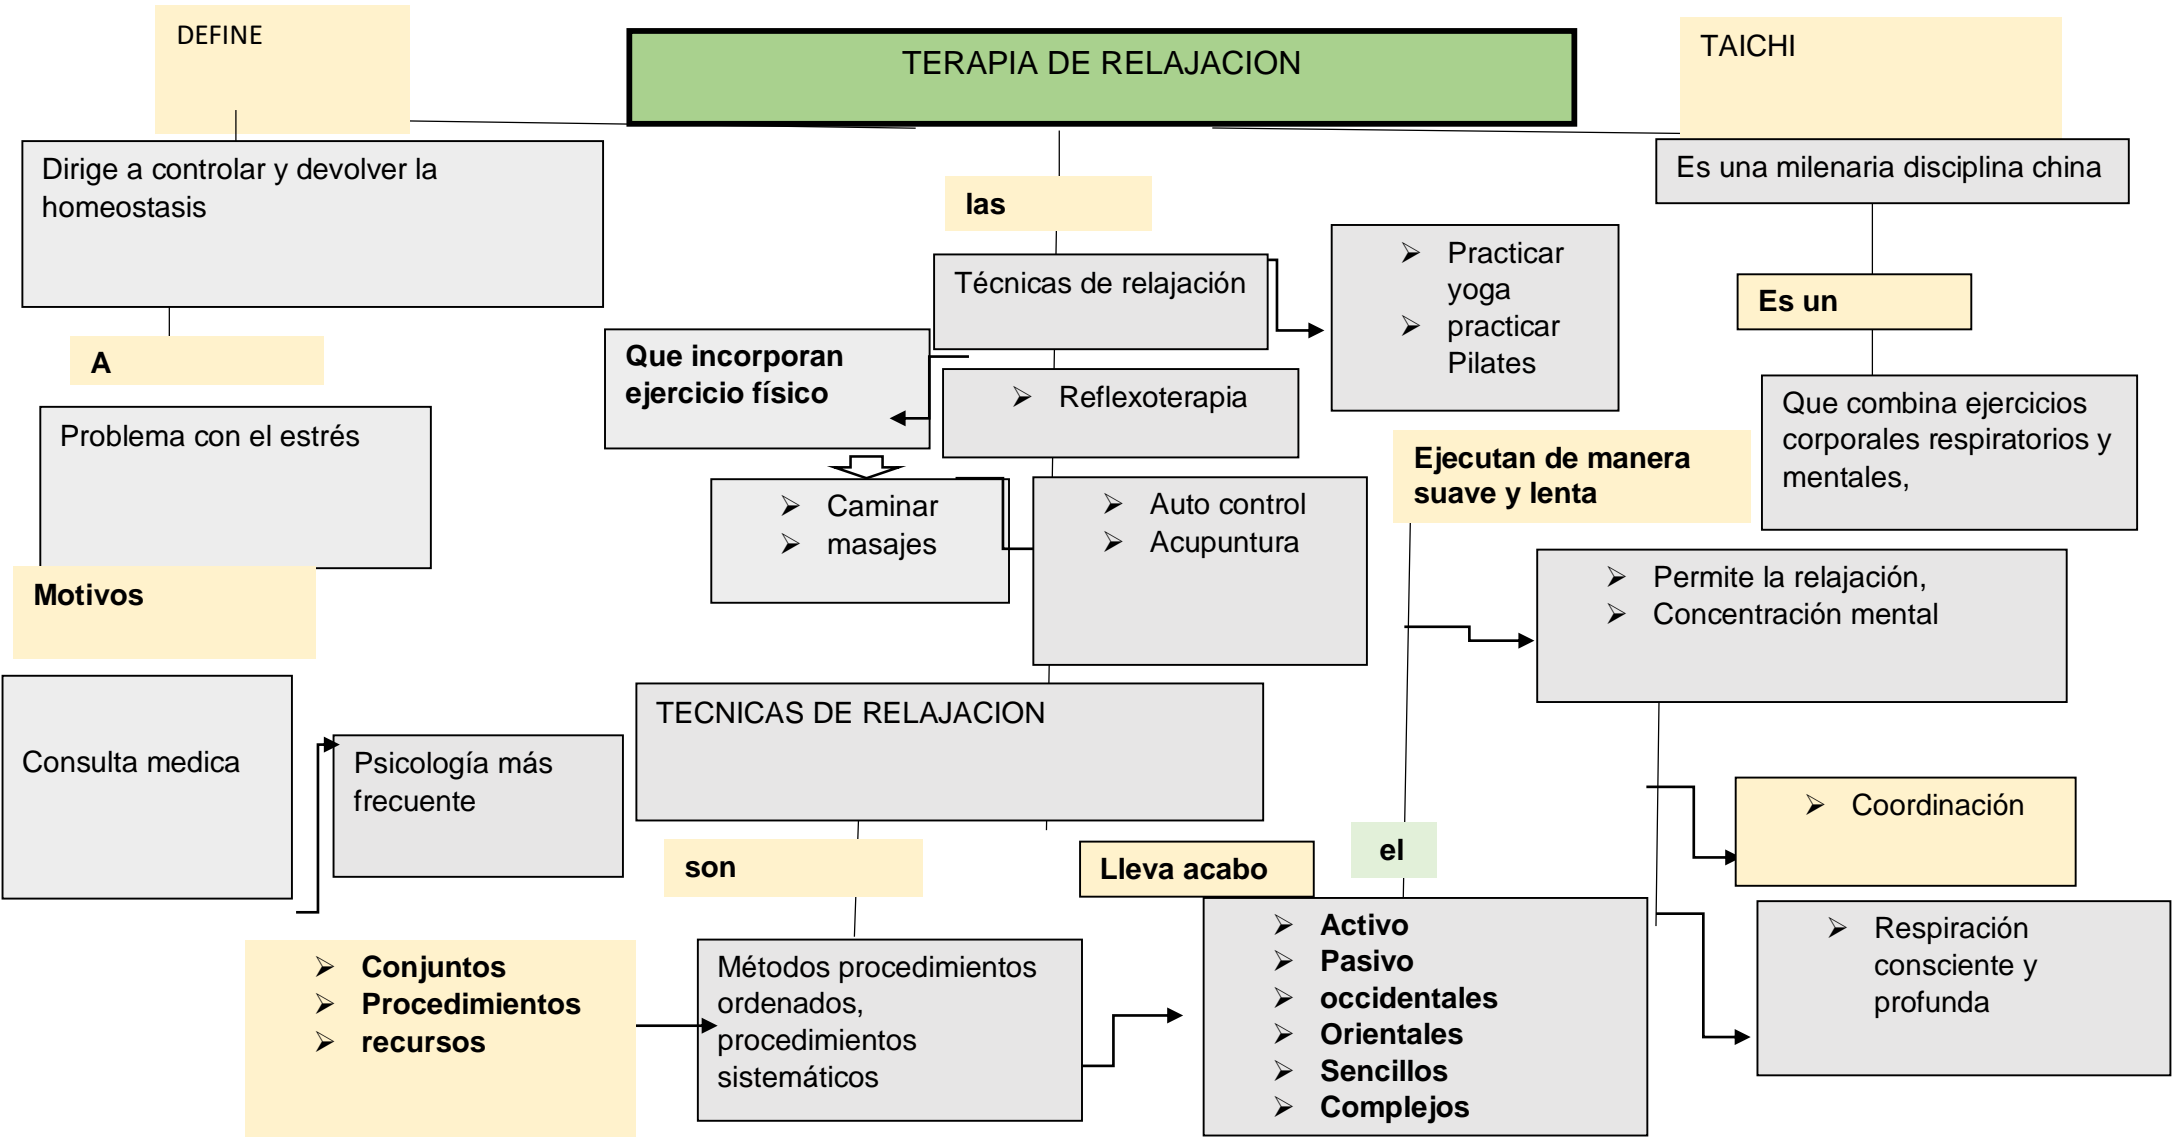 DEFINE
TERAPIA DE RELAJACION
TAICHI
Dirige a controlar y devolver la
homeostasis
Es una milenaria disciplina china
las
Técnicas de relajación
➢ Practicar
yoga
➢ practicar
Pilates
Es un
A
Que incorporan
ejercicio físico
➢ Reflexoterapia
Que combina ejercicios
corporales respiratorios y
mentales,
Problema con el estrés
Ejecutan de manera
suave y lenta
➢ Caminar
➢ masajes
➢ Auto control
➢ Acupuntura
Motivos
➢ Permite la relajación,
➢ Concentración mental
Consulta medica
Psicología más
frecuente
TECNICAS DE RELAJACION
➢ Coordinación
son
Lleva acabo
el
➢ Conjuntos
➢ Procedimientos
➢ recursos
Métodos procedimientos
ordenados,
procedimientos
sistemáticos
➢ Activo
➢ Pasivo
➢ occidentales
➢ Orientales
➢ Sencillos
➢ Complejos
➢ Respiración
consciente y
profunda